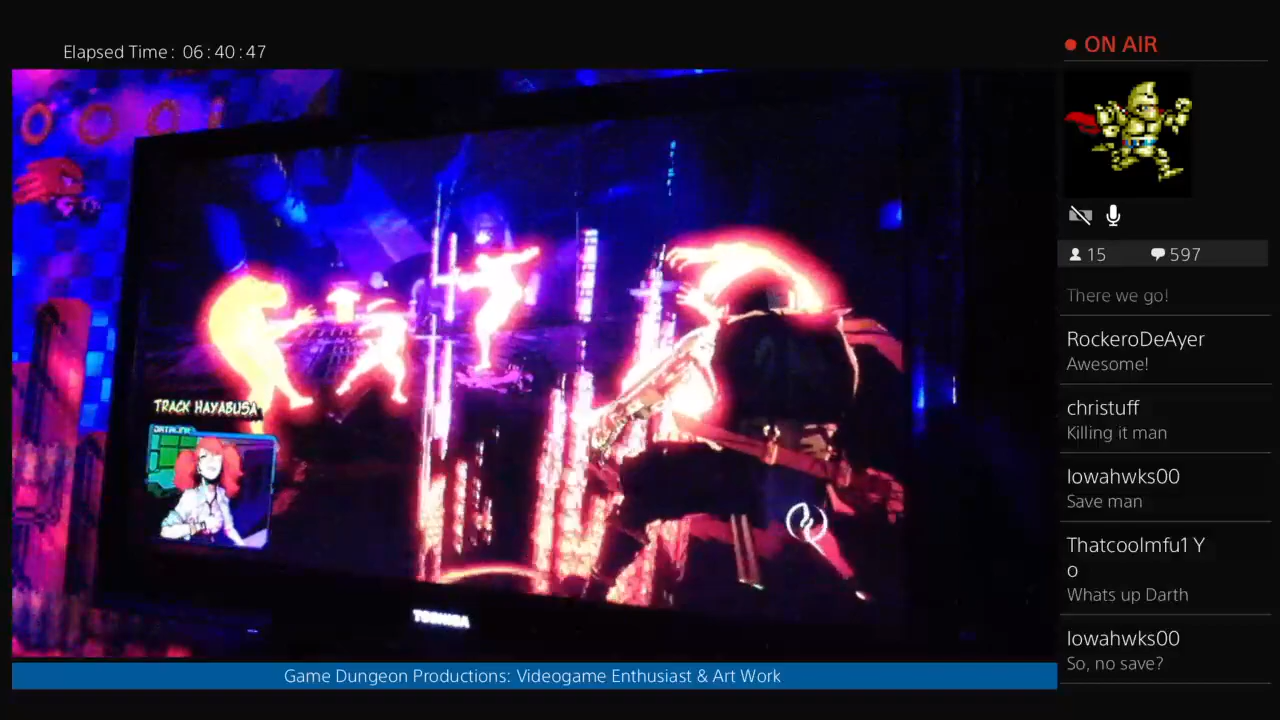 Elapsed Time: 06:40:47
ON AIR
15 597
There we go!
RockeroDeAyer
Awesome!
christuff
Killing it man
Iowahwks00
Save man
Thatcoolmfu1Y
o
Whats up Darth
Iowahwks00
So, no save?
TRACK HAYABUSA
DATALINK
TOSHIBA
Game Dungeon Productions: Videogame Enthusiast & Art Work